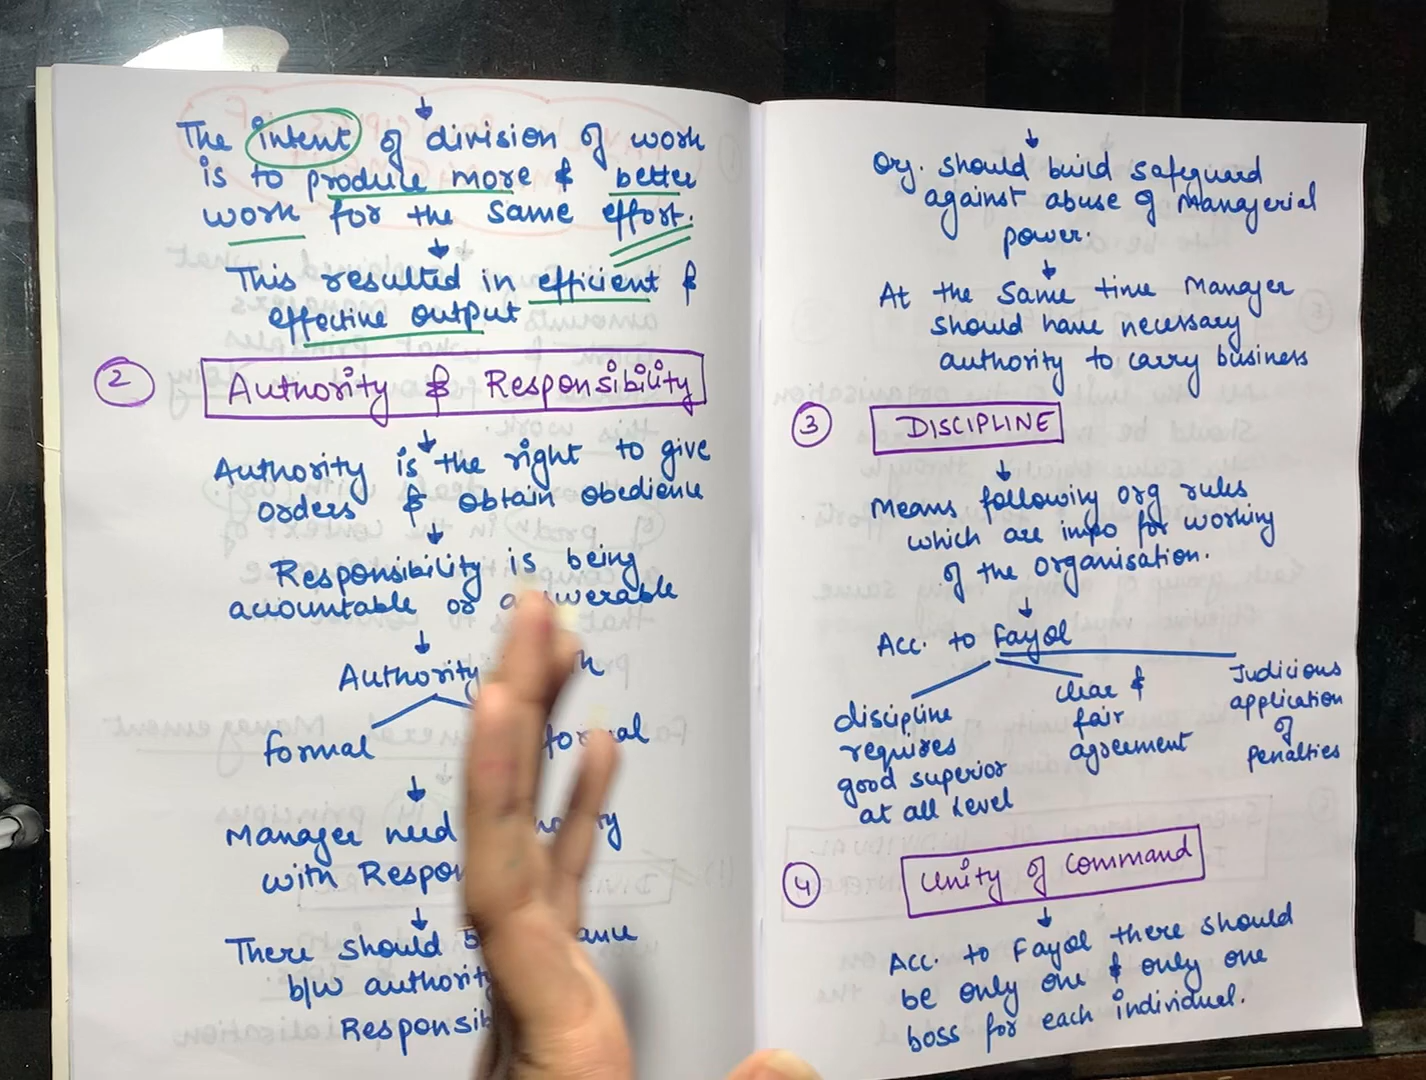 The intent of division of work
is to produce more & better
work for the same effort.
This resulted in efficient &
effective output
2 Authority & Responsibility
Authority is the right to give
orders & obtain obedience
Responsibility is being
accountable or
Authority
formal
Manager need
with
There should
b/w authority
Org. should build safeguard
against abuse of Managerial
power.
At the same time Manager
should have necessary
authority to carry business
3 DISCIPLINE
Means following org rules
which are impo for working
of the organisation.
Acc. to Fayol
discipline
requires
good superior
at all level
clear &
fair
agreement
Judicious
application
of
penalties
4 Unity of Command
Acc. to Fayol there should
be only one & only one
boss for each individual.